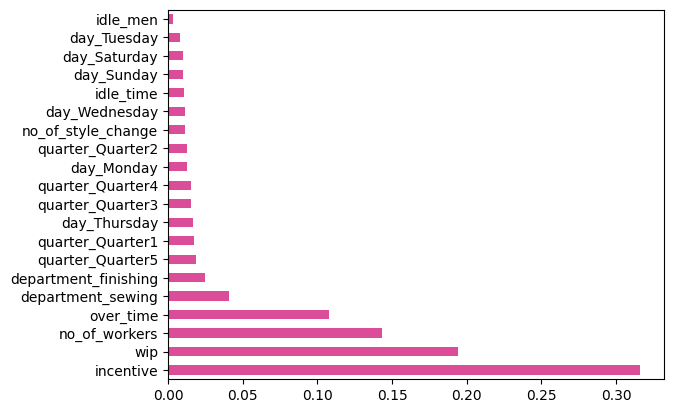 idle_men
day_Tuesday
day_Saturday
day_Sunday
idle_time
day_Wednesday
no_of_style_change
quarter_Quarter2
day_Monday
quarter_Quarter4
quarter_Quarter3
day_Thursday
quarter_Quarter1
quarter_Quarter5
department_finishing
department_sewing
over_time
no_of_workers
wip
incentive
0.00 0.05 0.10 0.15 0.20 0.25 0.30